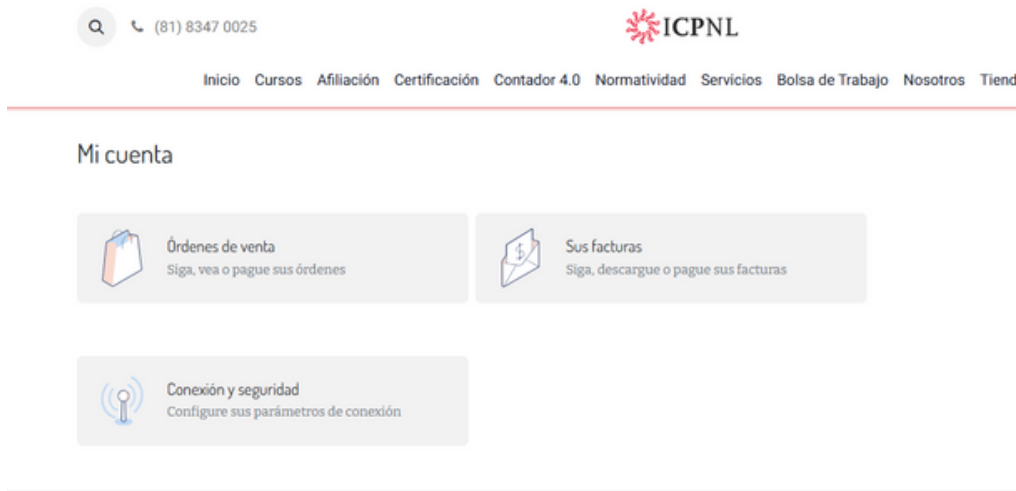 (81) 8347 0025
ICPNL
Inicio Cursos Afiliación Certificación Contador 4.0 Normatividad Servicios Bolsa de Trabajo Nosotros Tiend
Mi cuenta
Órdenes de venta
Siga, vea o pague sus órdenes
Sus facturas
Siga, descargue o pague sus facturas
Conexión y seguridad
Configure sus parámetros de conexión